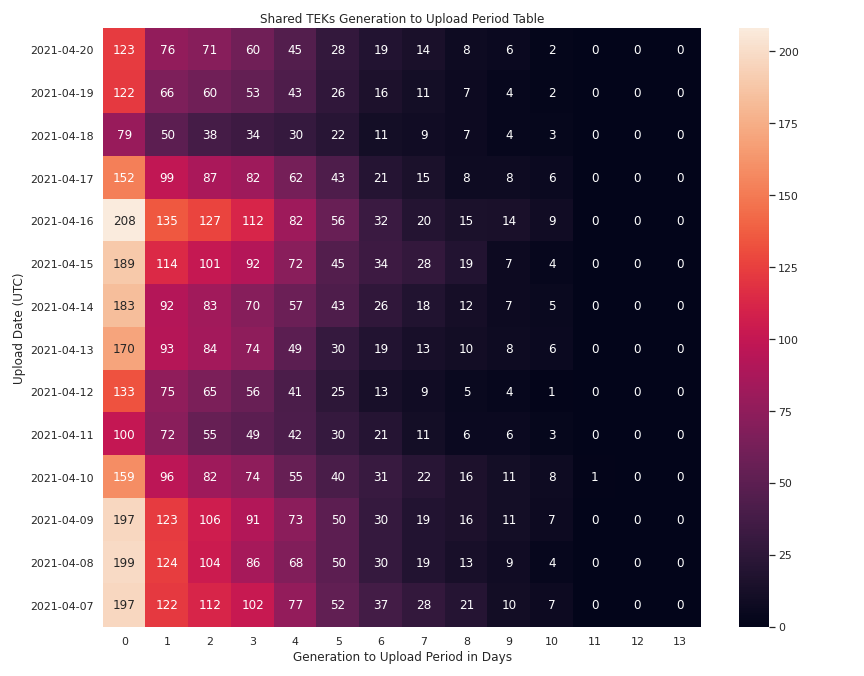 Shared TEKs Generation to Upload Period Table
2021-04-20 123 76 71 60 45 28 19 14 8 6 2 0 0 0
2021-04-19 122 66 60 53 43 26 16 11 7 4 2 0 0 0
2021-04-18 79 50 38 34 30 22 11 9 7 4 3 0 0 0
2021-04-17 152 99 87 82 62 43 21 15 8 8 6 0 0 0
2021-04-16 208 135 127 112 82 56 32 20 15 14 9 0 0 0
2021-04-15 189 114 101 92 72 45 34 28 19 7 4 0 0 0
2021-04-14 183 92 83 70 57 43 26 18 12 7 5 0 0 0
2021-04-13 170 93 84 74 49 30 19 13 10 8 6 0 0 0
2021-04-12 133 75 65 56 41 25 13 9 5 4 1 0 0 0
2021-04-11 100 72 55 49 42 30 21 11 6 6 3 0 0 0
2021-04-10 159 96 82 74 55 40 31 22 16 11 8 1 0 0
2021-04-09 197 123 106 91 73 50 30 19 16 11 7 0 0 0
2021-04-08 199 124 104 86 68 50 30 19 13 9 4 0 0 0
2021-04-07 197 122 112 102 77 52 37 28 21 10 7 0 0 0
0 1 2 3 4 5 6 7 8 9 10 11 12 13
Generation to Upload Period in Days
Upload Date (UTC)
200
175
150
125
100
75
50
25
0